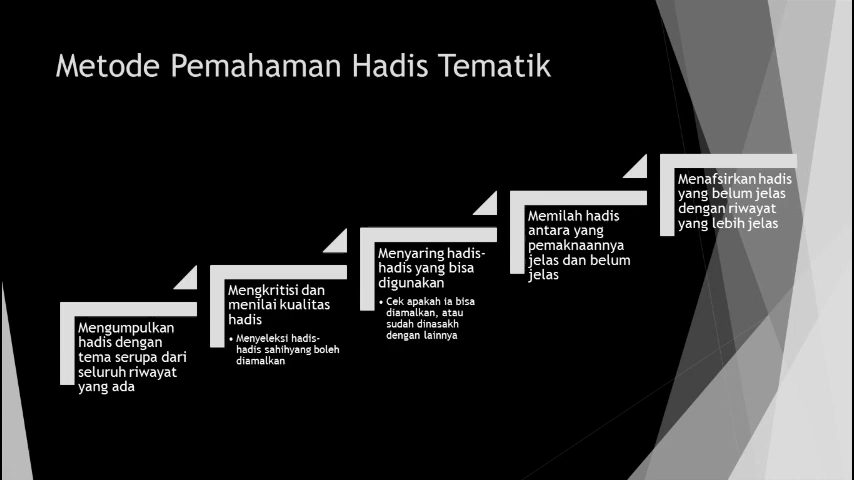 Metode Pemahaman Hadis Tematik
Mengumpulkan
hadis dengan
tema serupa dari
seluruh riwayat
yang ada
Mengkritisi dan
menilai kualitas
hadis
• Menyeleksi hadis-
hadis sahihyang boleh
diamalkan
Menyaring hadis-
hadis yang bisa
digunakan
• Cek apakah ia bisa
diamalkan, atau
sudah dinasakh
dengan lainnya
Memilah hadis
antara yang
pemaknaannya
jelas dan belum
jelas
Menafsirkan hadis
yang belum jelas
dengan riwayat
yang lebih jelas